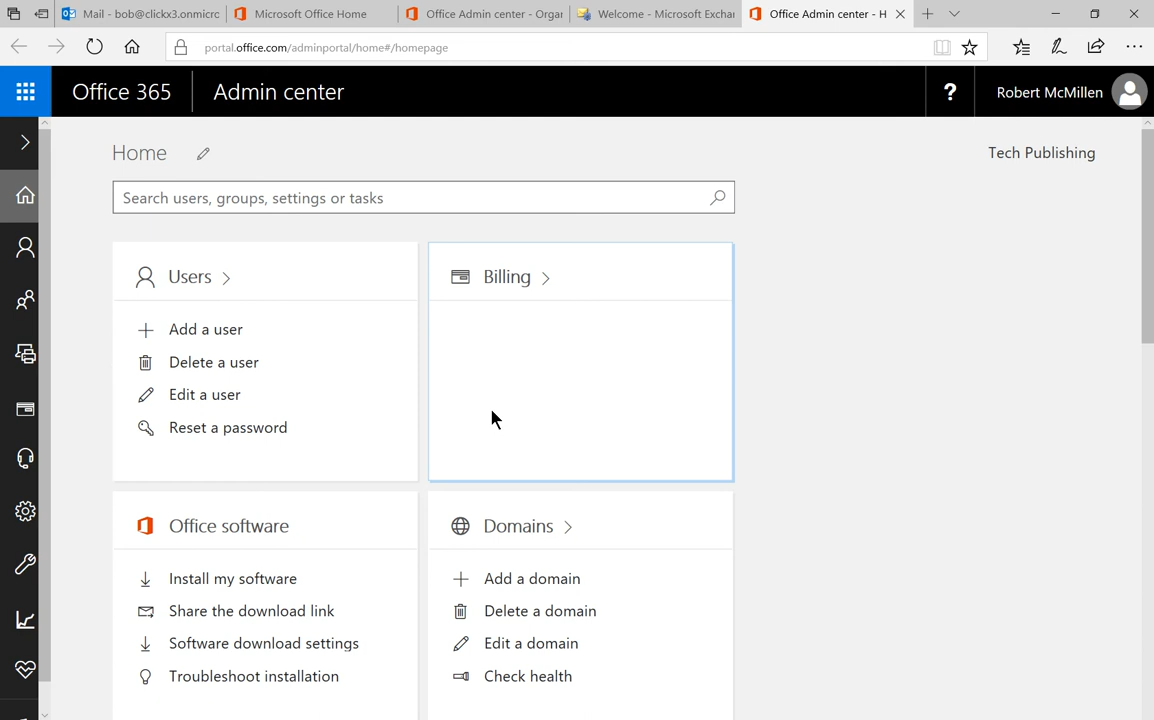 Mail - bob@clickx3.onmicrc
Microsoft Office Home
Office Admin center - Orgar
Welcome - Microsoft Exchar
Office Admin center - H
portal.office.com/adminportal/home#/homepage
Office 365
Admin center
?
Robert McMillen
Home
Tech Publishing
Search users, groups, settings or tasks
Users
Add a user
Delete a user
Edit a user
Reset a password
Billing
Office software
Install my software
Share the download link
Software download settings
Troubleshoot installation
Domains
Add a domain
Delete a domain
Edit a domain
Check health